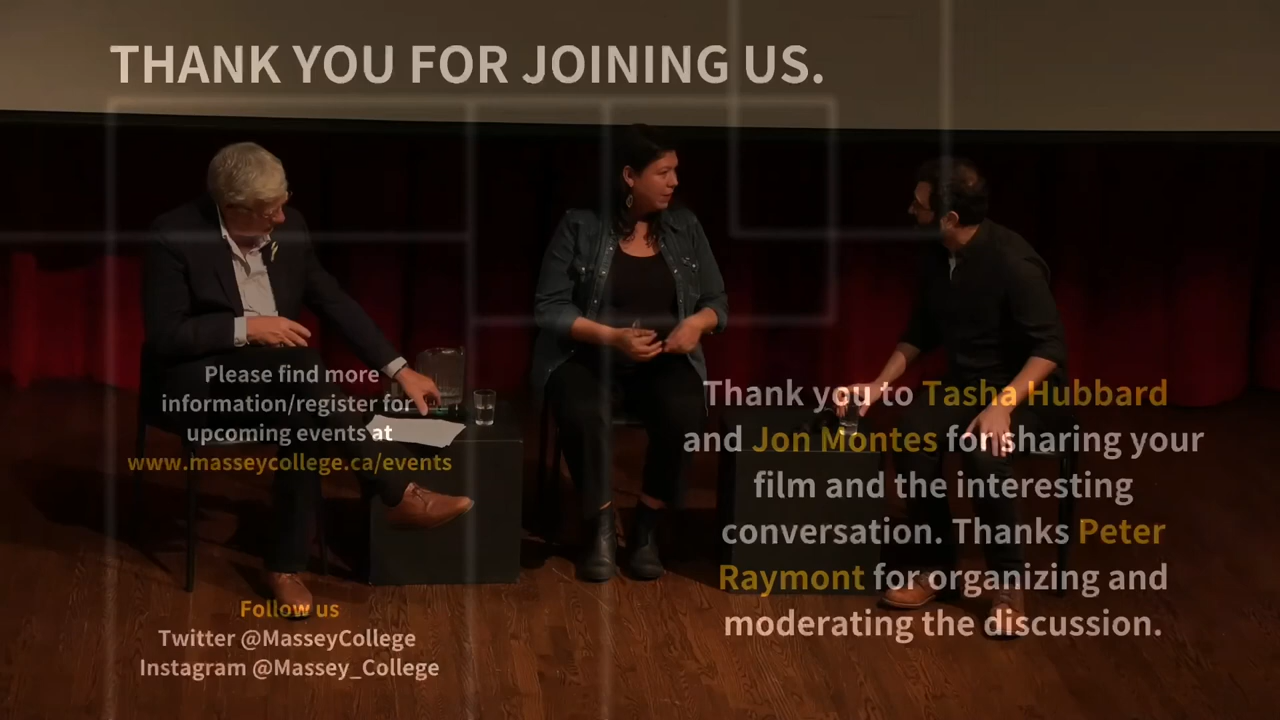 THANK YOU FOR JOINING US.
Please find more
information/register for
upcoming events at
www.masseycollege.ca/events
Follow us
Twitter @MasseyCollege
Instagram @Massey_College
Thank you to Tasha Hubbard
and Jon Montes for sharing your
film and the interesting
conversation. Thanks Peter
Raymont for organizing and
moderating the discussion.